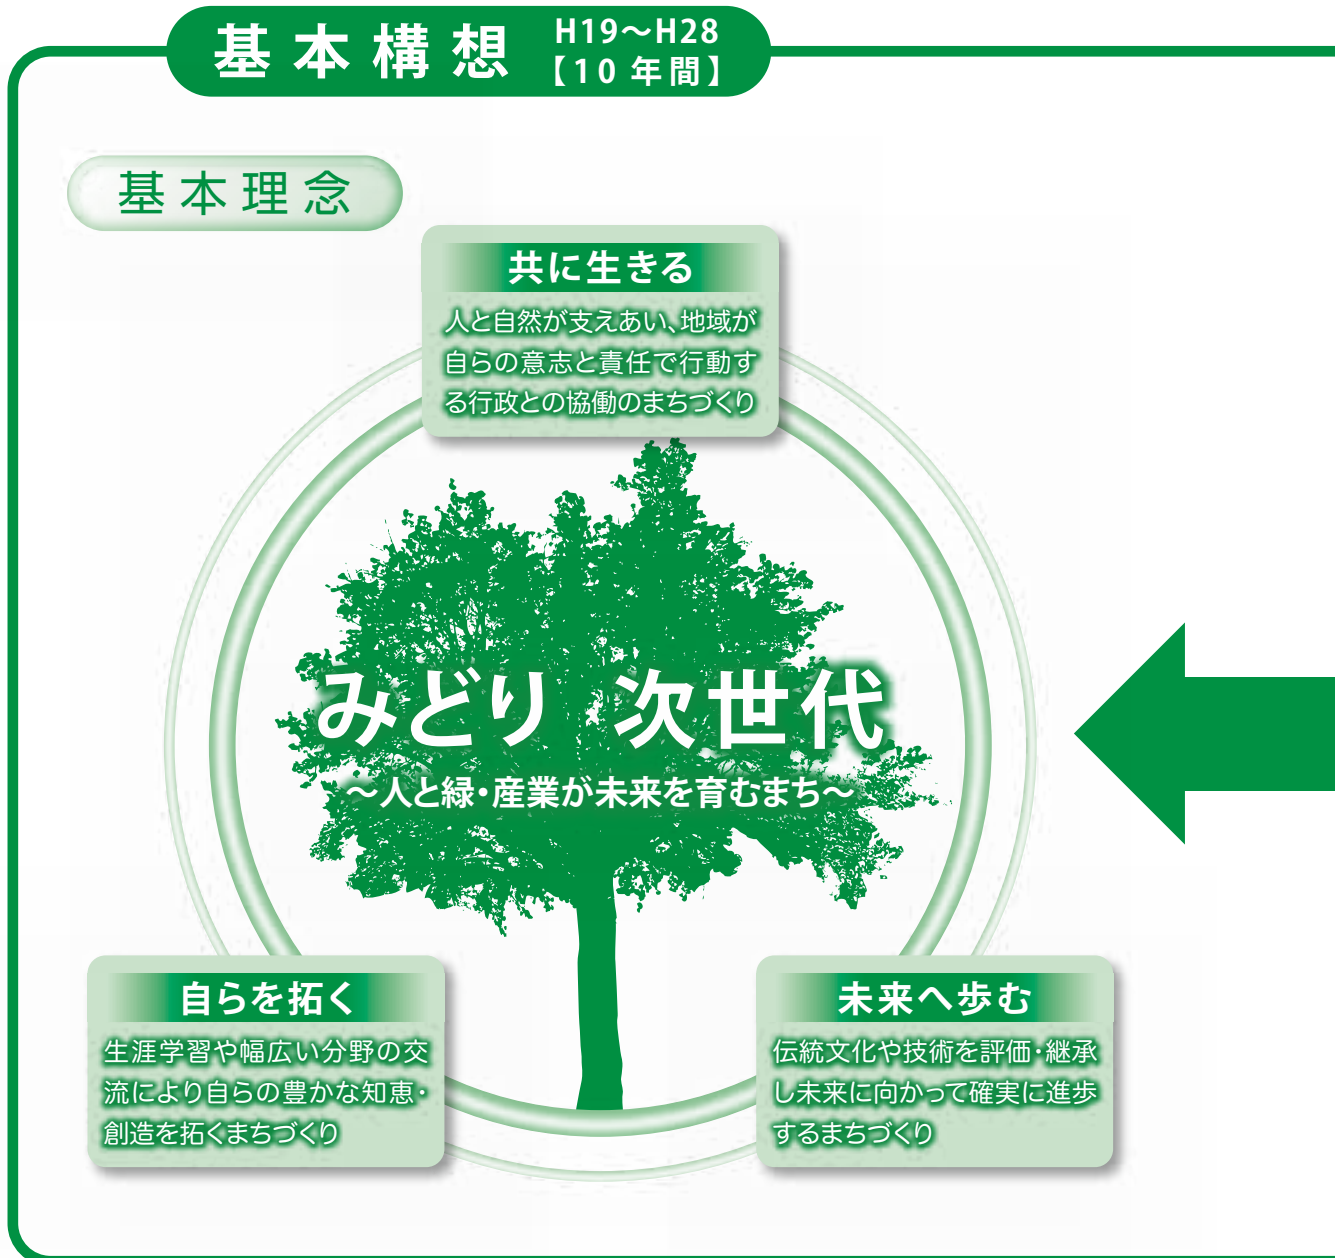 基本構想
H19～H28
【10年間】
基本理念
共に生きる
人と自然が支えあい、地域が
自らの意志と責任で行動す
る行政との協働のまちづくり
みどり 次世代
～人と緑・産業が未来を育むまち～
自らを拓く
生涯学習や幅広い分野の交
流により自らの豊かな知恵・
創造を拓くまちづくり
未来へ歩む
伝統文化や技術を評価・継承
し未来に向かって確実に進歩
するまちづくり